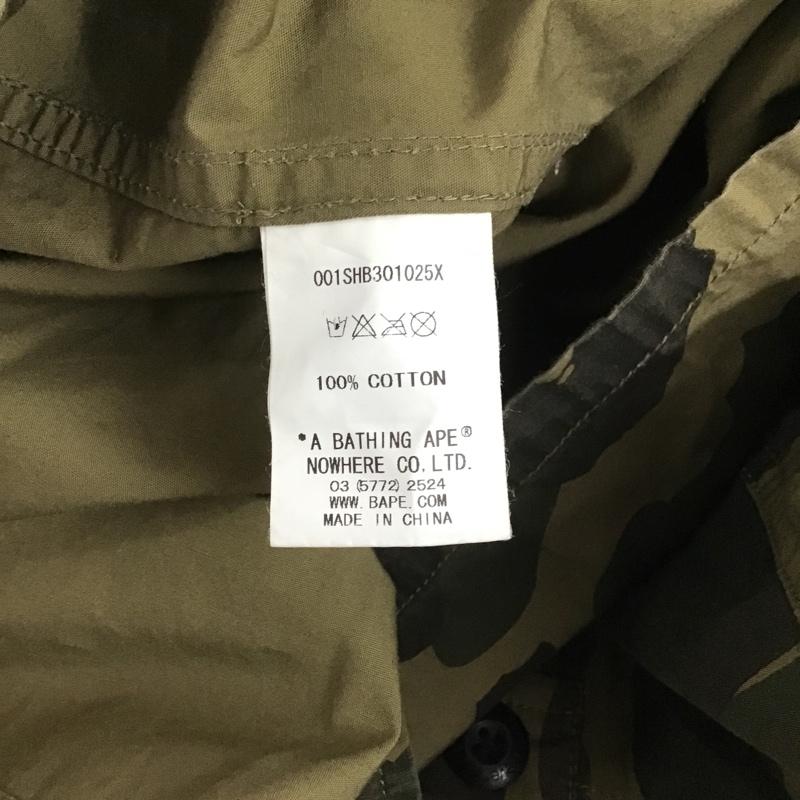 001SHB301025X
100% COTTON
*A BATHING APE®
NOWHERE CO, LTD.
03 (5772) 2524
WWW. BAPE. COM
MADE IN CHINA